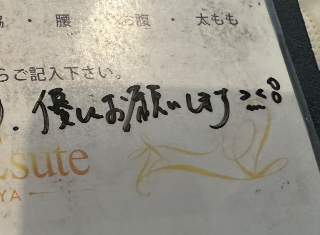 ・腰・お腹・太もも
らご記入下さい。
). 優しくお願いします
sute
YA